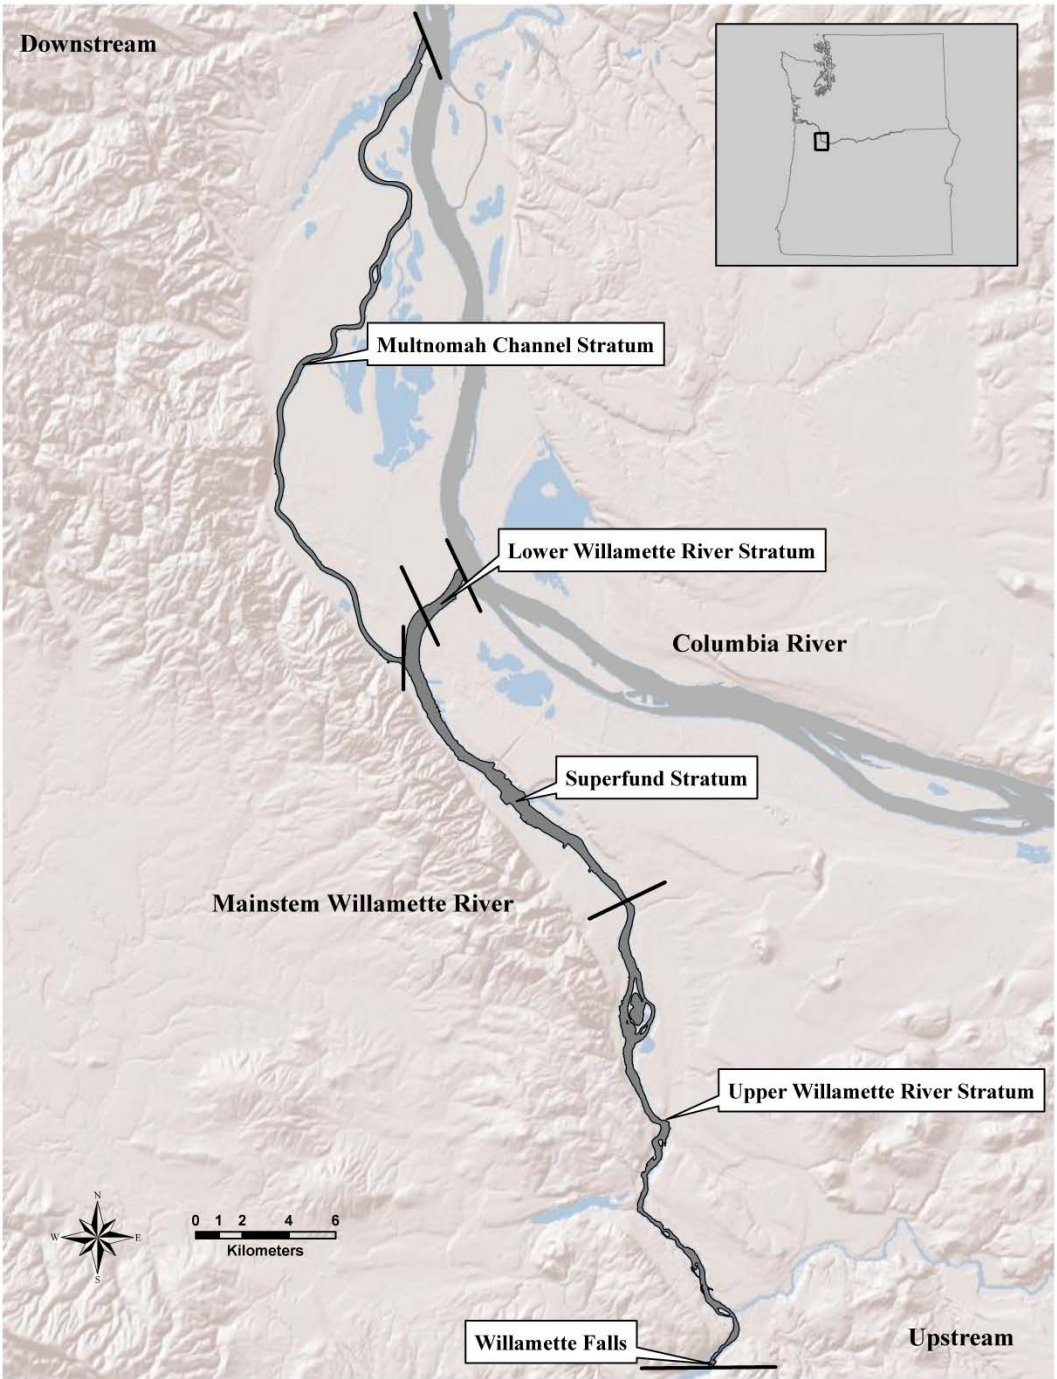 Downstream
Multnomah Channel Stratum
Lower Willamette River Stratum
Columbia River
Superfund Stratum
Mainstem Willamette River
Upper Willamette River Stratum
N
W E
S
0 1 2 4 6
Kilometers
Willamette Falls
Upstream